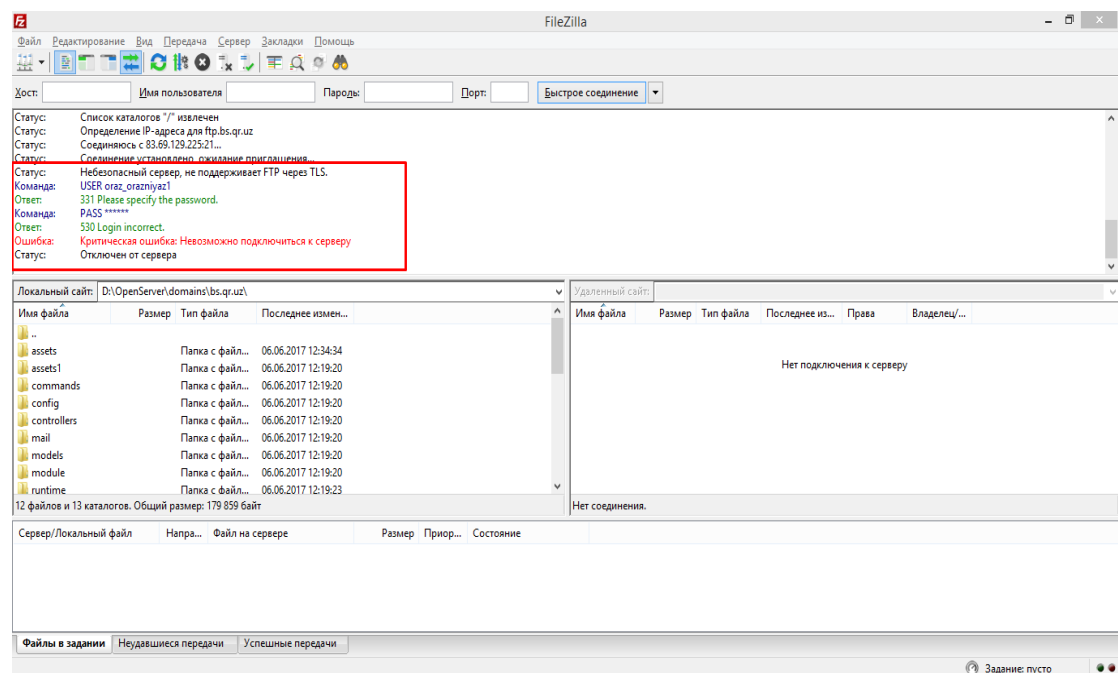 FileZilla
Файл Редактирование Вид Передача Сервер Закладки Помощь
Хост: Имя пользователя Пароль: Порт: Быстрое соединение
Статус: Список каталогов "/" извлечен
Статус: Определение IP-адреса для ftp.bs.qr.uz
Статус: Соединяюсь с 83.69.129.225:21...
Статус: Соединение установлено, ожидание приглашения...
Статус: Небезопасный сервер, не поддерживает FTP через TLS.
Команда: USER oraz_orazniyaz1
Ответ: 331 Please specify the password.
Команда: PASS ******
Ответ: 530 Login incorrect.
Ошибка: Критическая ошибка: Невозможно подключиться к серверу
Статус: Отключен от сервера
Локальный сайт: D:\OpenServer\domains\bs.qr.uz\ Удаленный сайт:
Имя файла Размер Тип файла Последнее измен... Имя файла Размер Тип файла Последнее из... Права Владелец/...
..
assets Папка с файл... 06.06.2017 12:34:34
assets1 Папка с файл... 06.06.2017 12:19:20
Нет подключения к серверу
commands Папка с файл... 06.06.2017 12:19:20
config Папка с файл... 06.06.2017 12:19:20
controllers Папка с файл... 06.06.2017 12:19:20
mail Папка с файл... 06.06.2017 12:19:20
models Папка с файл... 06.06.2017 12:19:20
module Папка с файл... 06.06.2017 12:19:20
runtime Папка с файл... 06.06.2017 12:19:23
12 файлов и 13 каталогов. Общий размер: 179 859 байт Нет соединения.
Сервер/Локальный файл Напра... Файл на сервере Размер Приор... Состояние
Файлы в задании Неудавшиеся передачи Успешные передачи
Задание: пусто